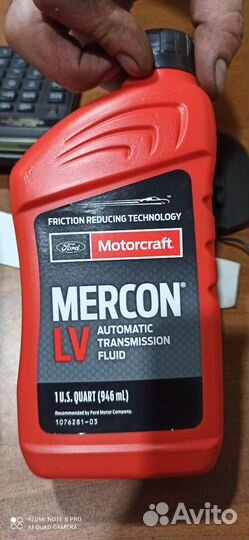 FRICTION REDUCING TECHNOLOGY
Ford Motorcraft
MERCON®
LV AUTOMATIC
TRANSMISSION
FLUID
1 U.S. QUART (946 mL)
Recommended by Ford Motor Company.
1076281-03
REDMI NOTE 8 PRO
AI QUAD CAMERA
Avito